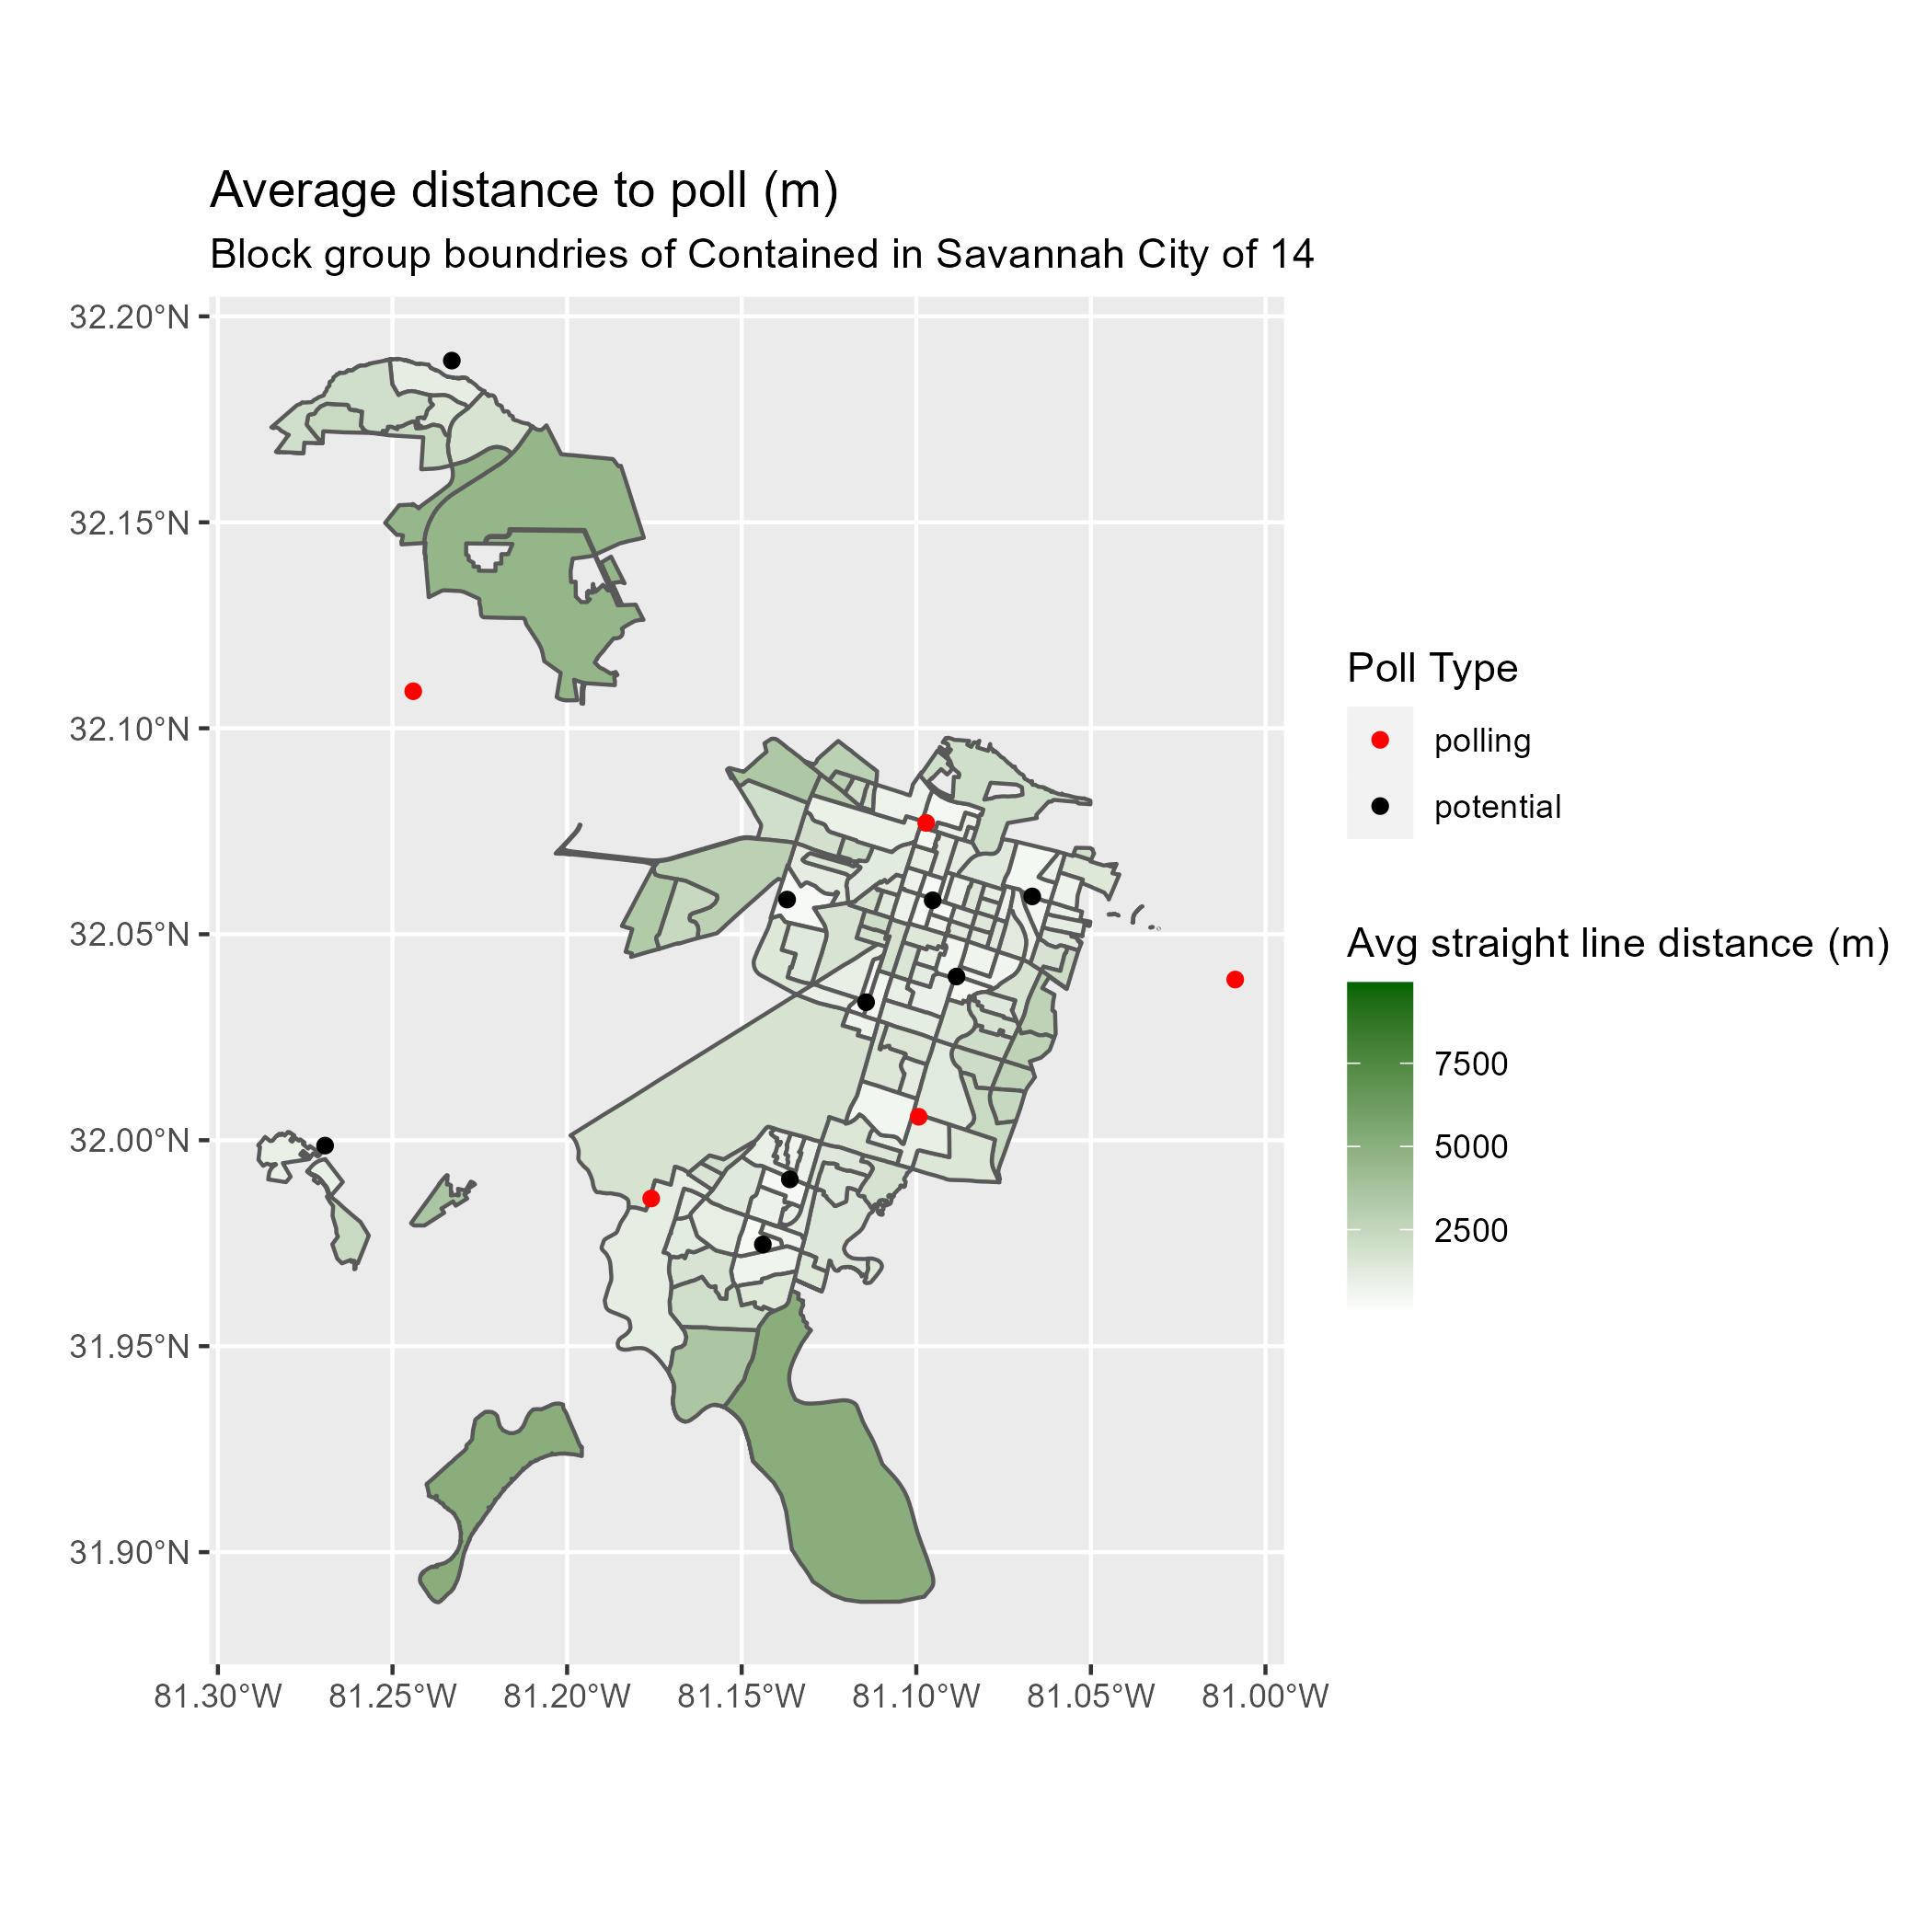 Average distance to poll (m)
Block group boundries of Contained in Savannah City of 14
32.20°N
32.15°N
32.10°N
32.05°N
32.00°N
31.95°N
31.90°N
81.30°W 81.25°W 81.20°W 81.15°W 81.10°W 81.05°W 81.00°W
Poll Type
polling
potential
Avg straight line distance (m)
7500
5000
2500